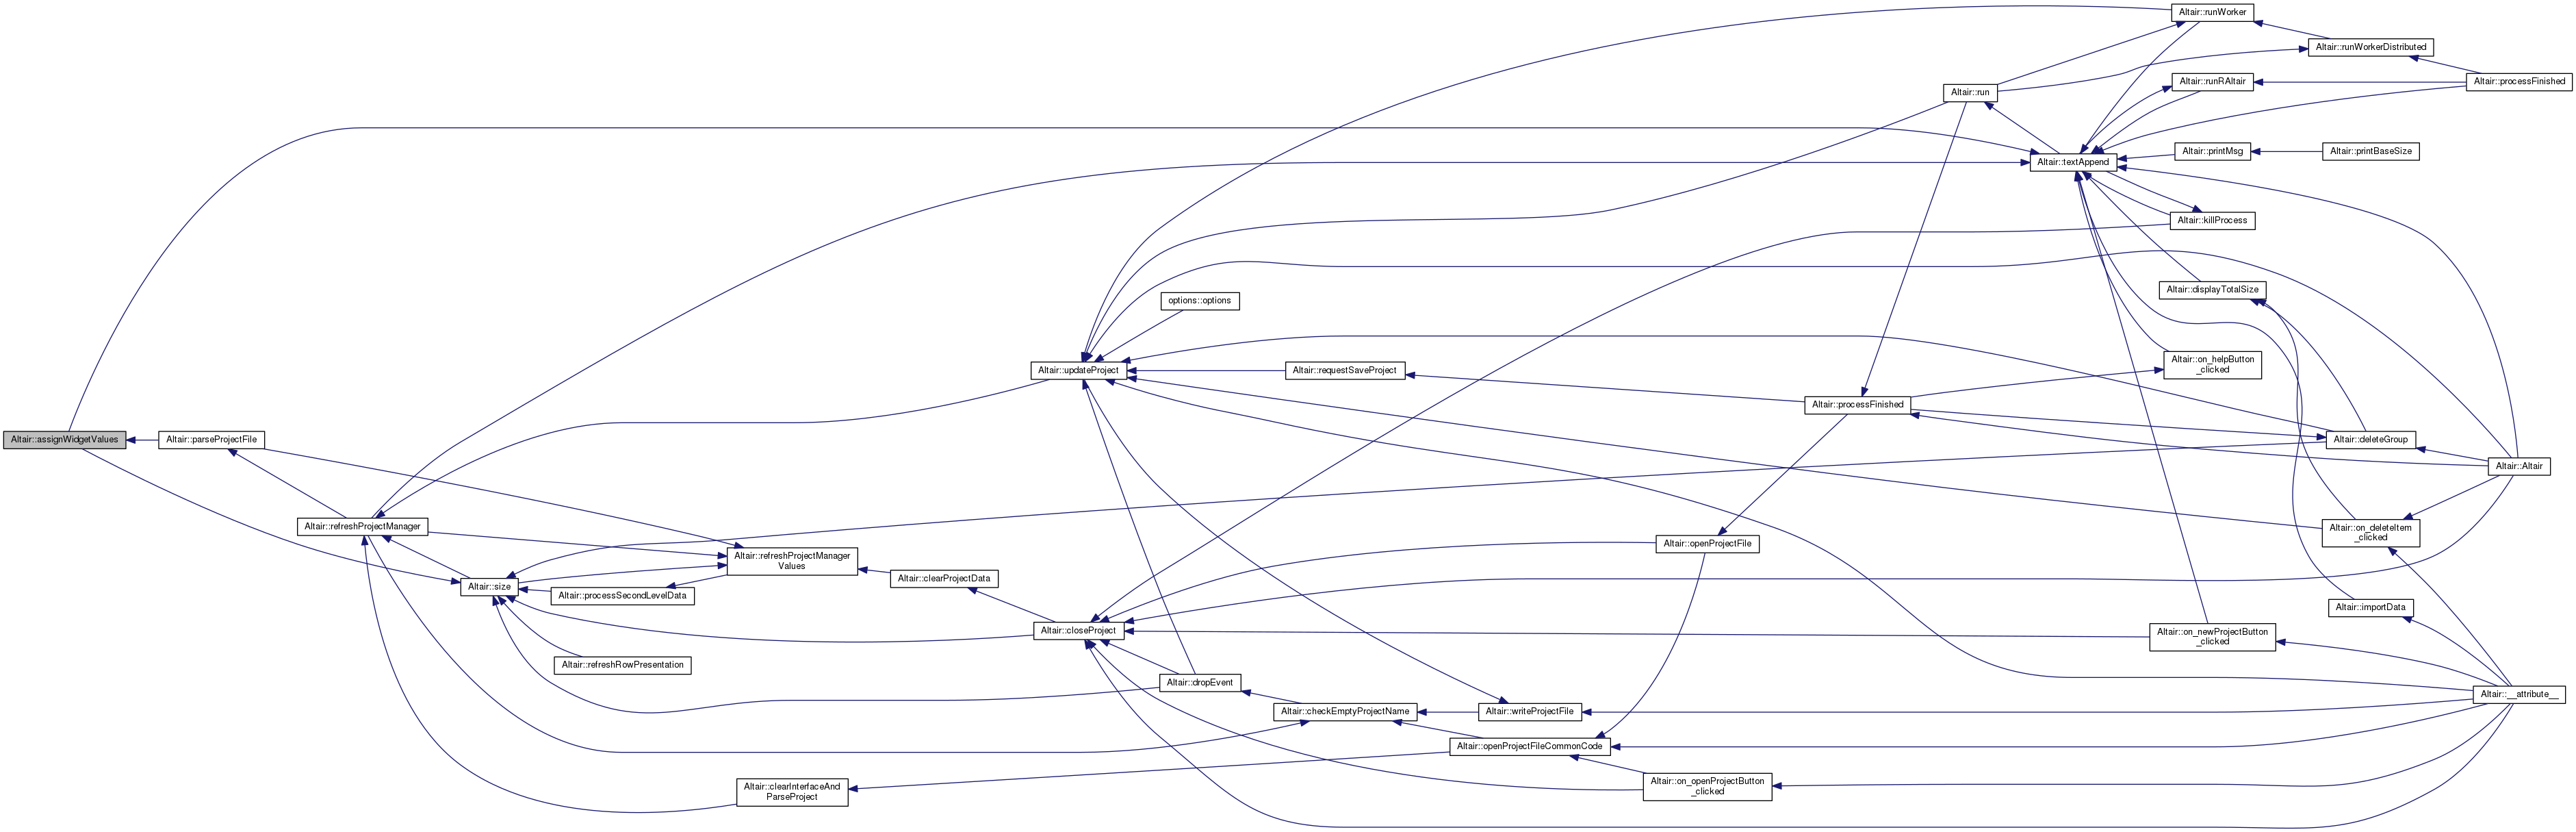 Altair::runWorker
Altair::runWorkerDistributed
Altair::runRAltair
Altair::processFinished
Altair::run
Altair::printMsg
Altair::printBaseSize
Altair::textAppend
Altair::killProcess
Altair::displayTotalSize
options::options
Altair::on_helpButton
_clicked
Altair::updateProject
Altair::requestSaveProject
Altair::processFinished
Altair::assignWidgetValues
Altair::parseProjectFile
Altair::deleteGroup
Altair::Altair
Altair::refreshProjectManager
Altair::on_deleteItem
_clicked
Altair::openProjectFile
Altair::refreshProjectManager
Values
Altair::clearProjectData
Altair::size
Altair::processSecondLevelData
Altair::importData
Altair::closeProject
Altair::on_newProjectButton
_clicked
Altair::refreshRowPresentation
Altair::dropEvent
Altair::__attribute__
Altair::checkEmptyProjectName
Altair::writeProjectFile
Altair::openProjectFileCommonCode
Altair::clearInterfaceAnd
ParseProject
Altair::on_openProjectButton
_clicked